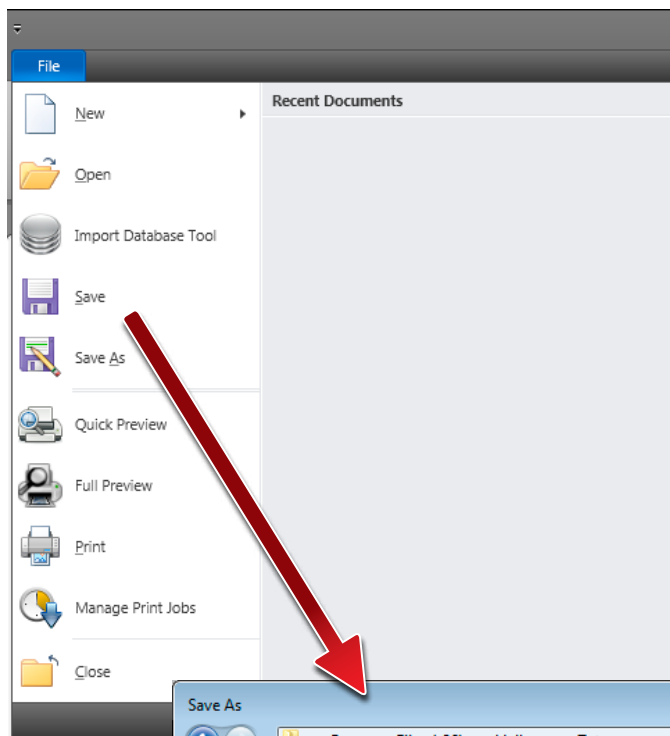 File
Recent Documents
New
Open
Import Database Tool
Save
Save As
Quick Preview
Full Preview
Print
Manage Print Jobs
Close
Save As